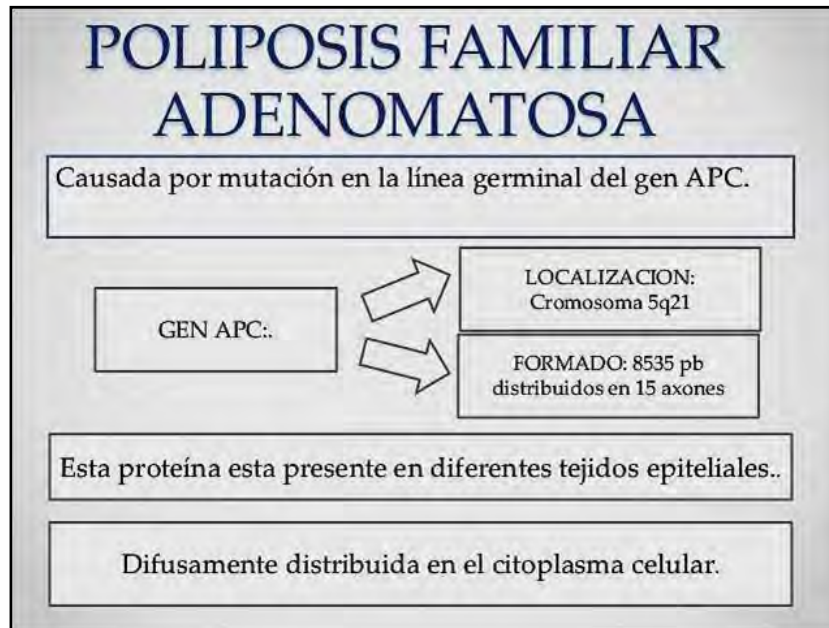 POLIPOSIS FAMILIAR
ADENOMATOSA
Causada por mutación en la línea germinal del gen APC.
GEN APC:.
LOCALIZACION:
Cromosoma 5q21
FORMADO: 8535 pb
distribuidos en 15 axones
Esta proteína esta presente en diferentes tejidos epiteliales..
Difusamente distribuida en el citoplasma celular.